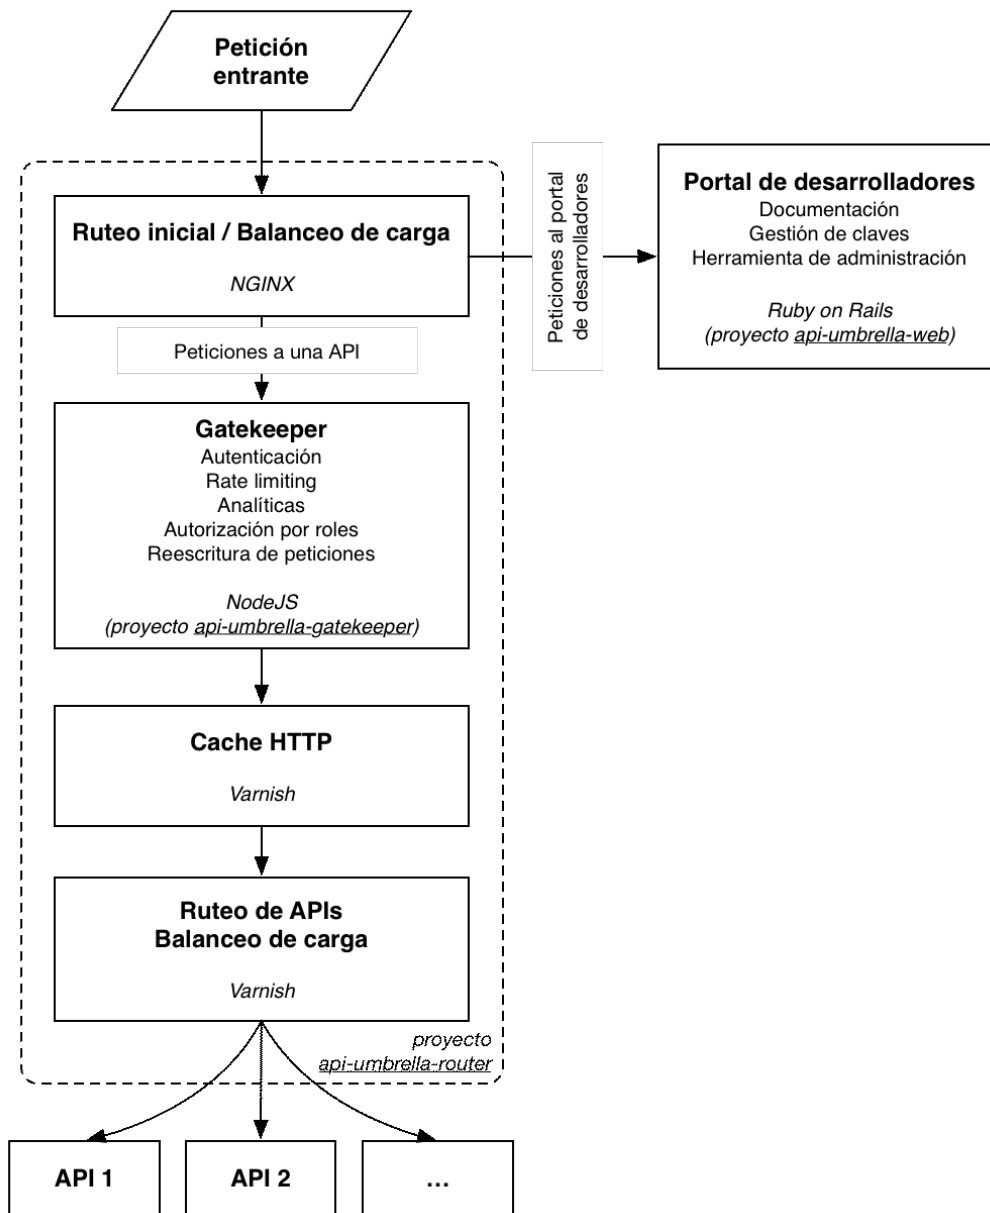 Petición
entrante
Ruteo inicial / Balanceo de carga
NGINX
Peticiones al portal
de desarrolladores
Portal de desarrolladores
Documentación
Gestión de claves
Herramienta de administración
Ruby on Rails
(proyecto api-umbrella-web)
Peticiones a una API
Gatekeeper
Autenticación
Rate limiting
Analíticas
Autorización por roles
Reescritura de peticiones
NodeJS
(proyecto api-umbrella-gatekeeper)
Cache HTTP
Varnish
Ruteo de APIs
Balanceo de carga
Varnish
proyecto
api-umbrella-router
API 1
API 2
...